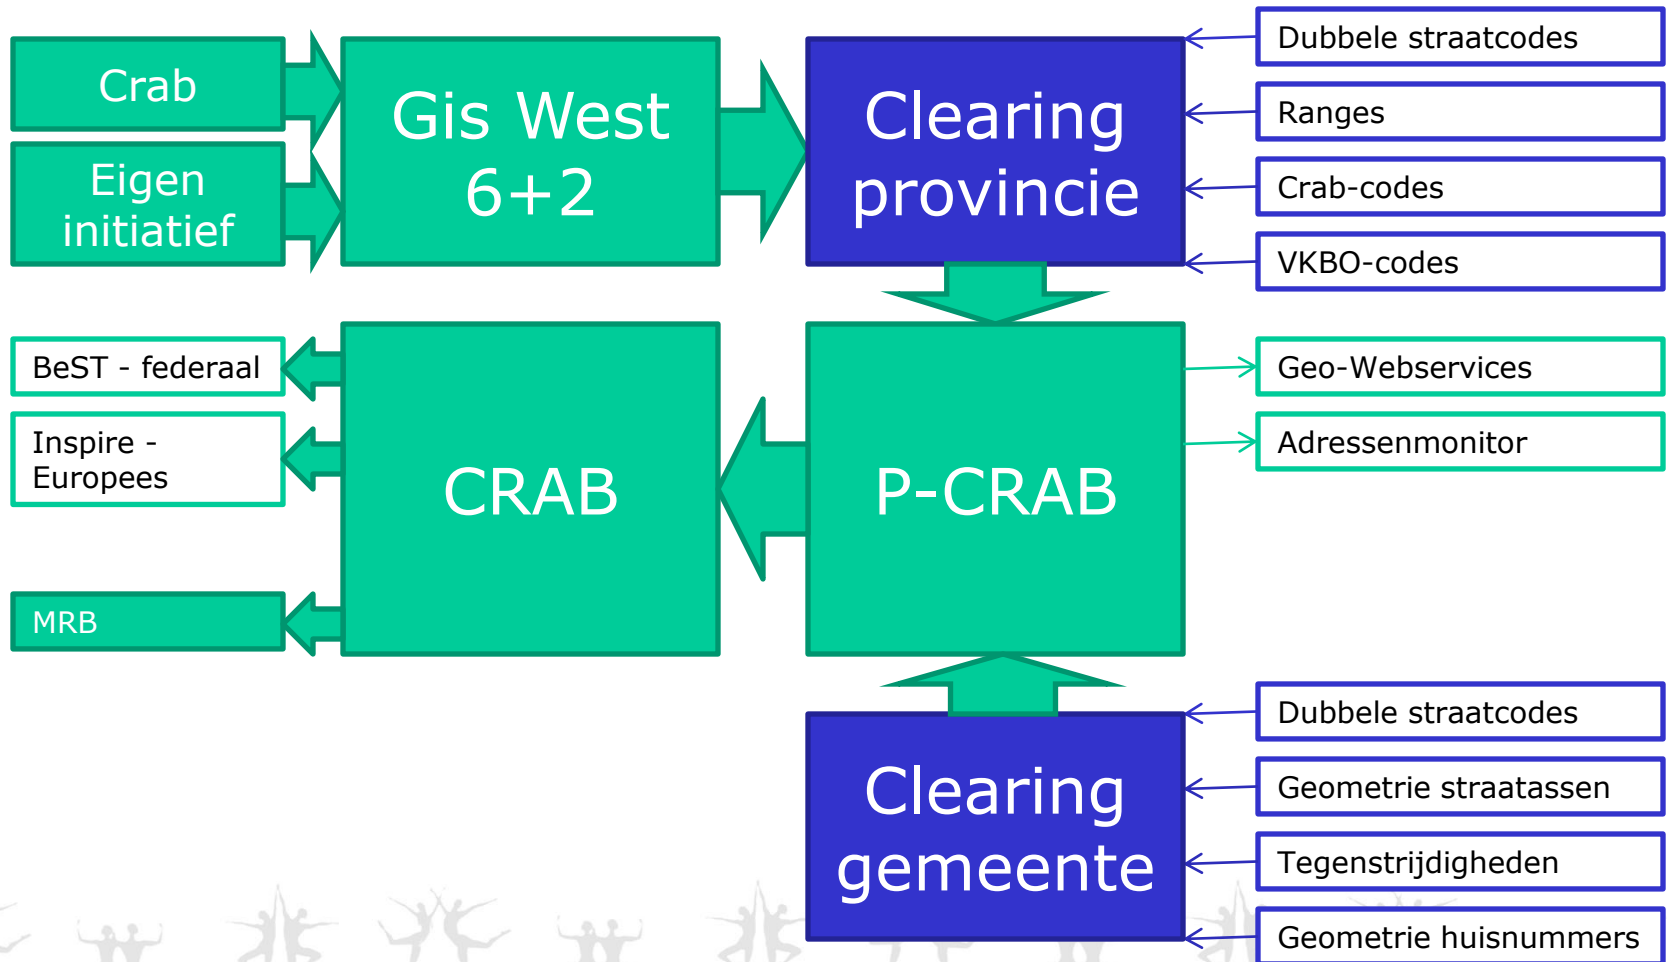 Crab
Eigen
initiatief
Gis West
6+2
Clearing
provincie
Dubbele straatcodes
Ranges
Crab-codes
VKBO-codes
BeST - federaal
Inspire -
Europees
MRB
CRAB
P-CRAB
Geo-Webservices
Adressenmonitor
Clearing
gemeente
Dubbele straatcodes
Geometrie straatassen
Tegenstrijdigheden
Geometrie huisnummers